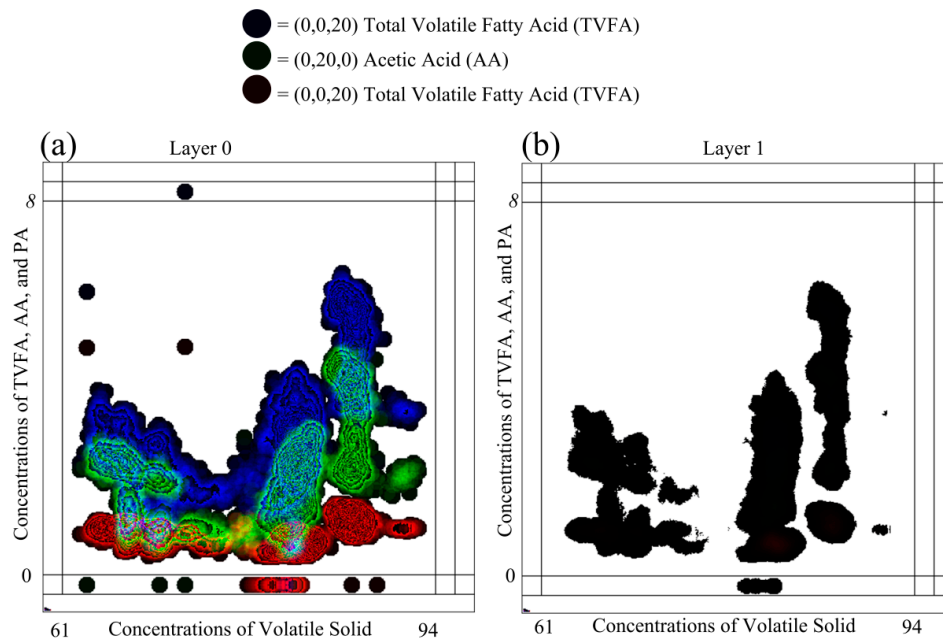 = (0,0,20) Total Volatile Fatty Acid (TVFA)
= (0,20,0) Acetic Acid (AA)
= (0,0,20) Total Volatile Fatty Acid (TVFA)
(a)
Layer 0
8
Concentrations of TVFA, AA, and PA
0
61
Concentrations of Volatile Solid
94
(b)
Layer 1
8
Concentrations of TVFA, AA, and PA
0
61
Concentrations of Volatile Solid
94